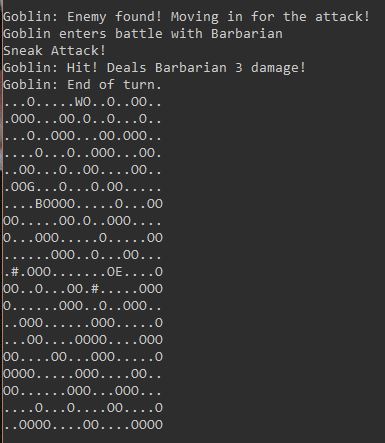 Goblin: Enemy found! Moving in for the attack!
Goblin enters battle with Barbarian
Sneak Attack!
Goblin: Hit! Deals Barbarian 3 damage!
Goblin: End of turn.
...O.....WO..O..OO..
.OOO...OO.O..O...O..
...O..OOO...OO.OOO..
....O...O..OOO...OO.
..OO...O..OO....OO..
.OOG...O...O.OO.....
....BOOOO.....O...OO
OO.....OO.O..OOO....
O...OOO.....O.....OO
......OOO..O...OO...
.#.OOO.......OE....O
OO..O...OO.#.....OOO
O......OOO..O..OOO..
..OOO......OOO.....O
...OO....OOOO....OOO
OO....OO...OOO.....O
OOOO.....OOO....OO..
OO......OOO...OOO...
....O...O....OO....O
..OOOO....OO....OOOO